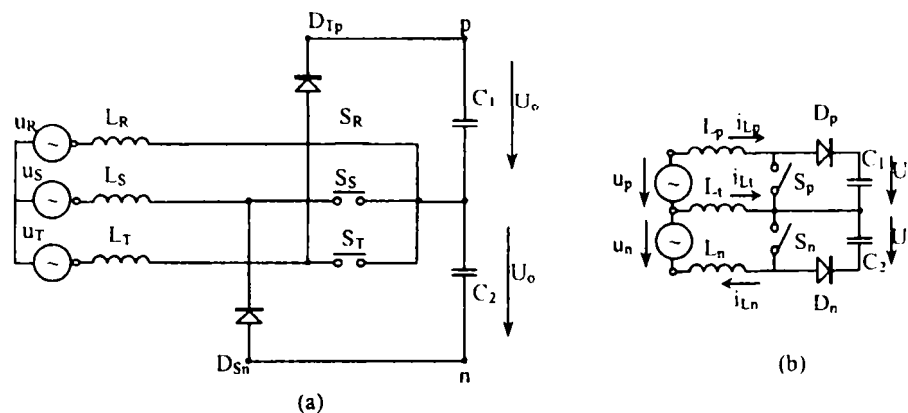 D_Tp
p
C_1
U_o
u_R
L_R
S_R
u_S
L_S
S_S
u_T
L_T
S_T
C_2
U_o
D_Sn
n
(a)
L_p
i_Lp
D_p
C_1
U
u_p
L_t
i_Lt
S_p
u_n
L_n
S_n
C_2
U
i_Ln
D_n
(b)
~
~
~
~
~